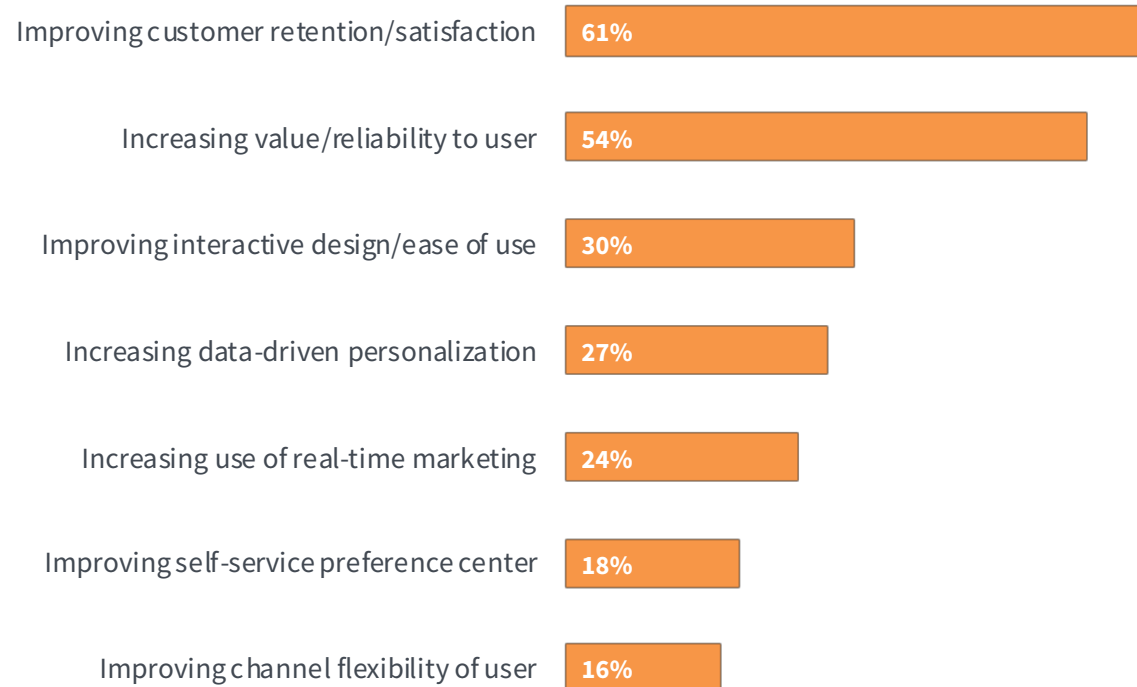 Improving customer retention/satisfaction 61%
Increasing value/reliability to user 54%
Improving interactive design/ease of use 30%
Increasing data-driven personalization 27%
Increasing use of real-time marketing 24%
Improving self-service preference center 18%
Improving channel flexibility of user 16%